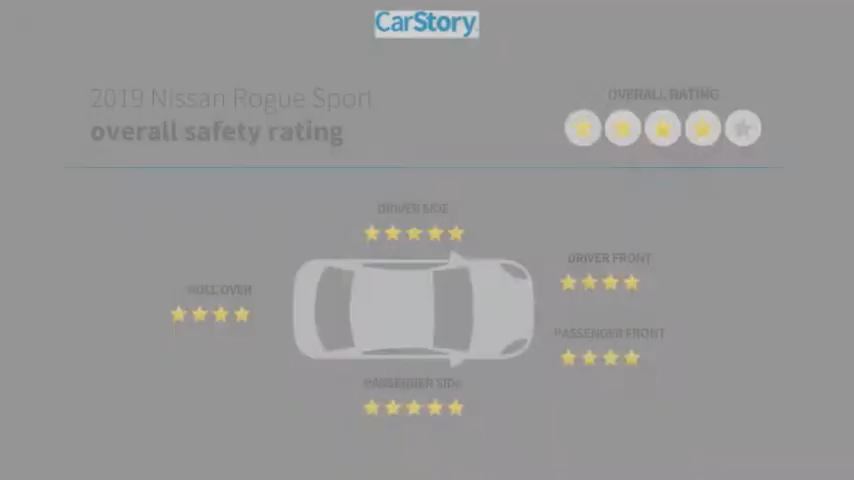 CarStory
2019 Nissan Rogue Sport
overall safety rating
OVERALL RATING
DRIVER SIDE
DRIVER FRONT
ROLL OVER
PASSENGER FRONT
PASSENGER SIDE